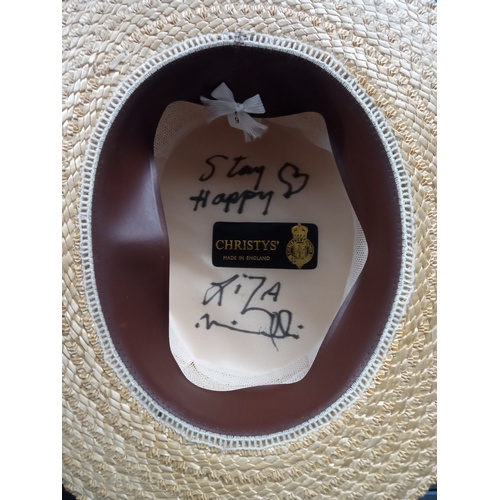 Stay
Happy
CHRISTYS'
MADE IN ENGLAND
LiZA